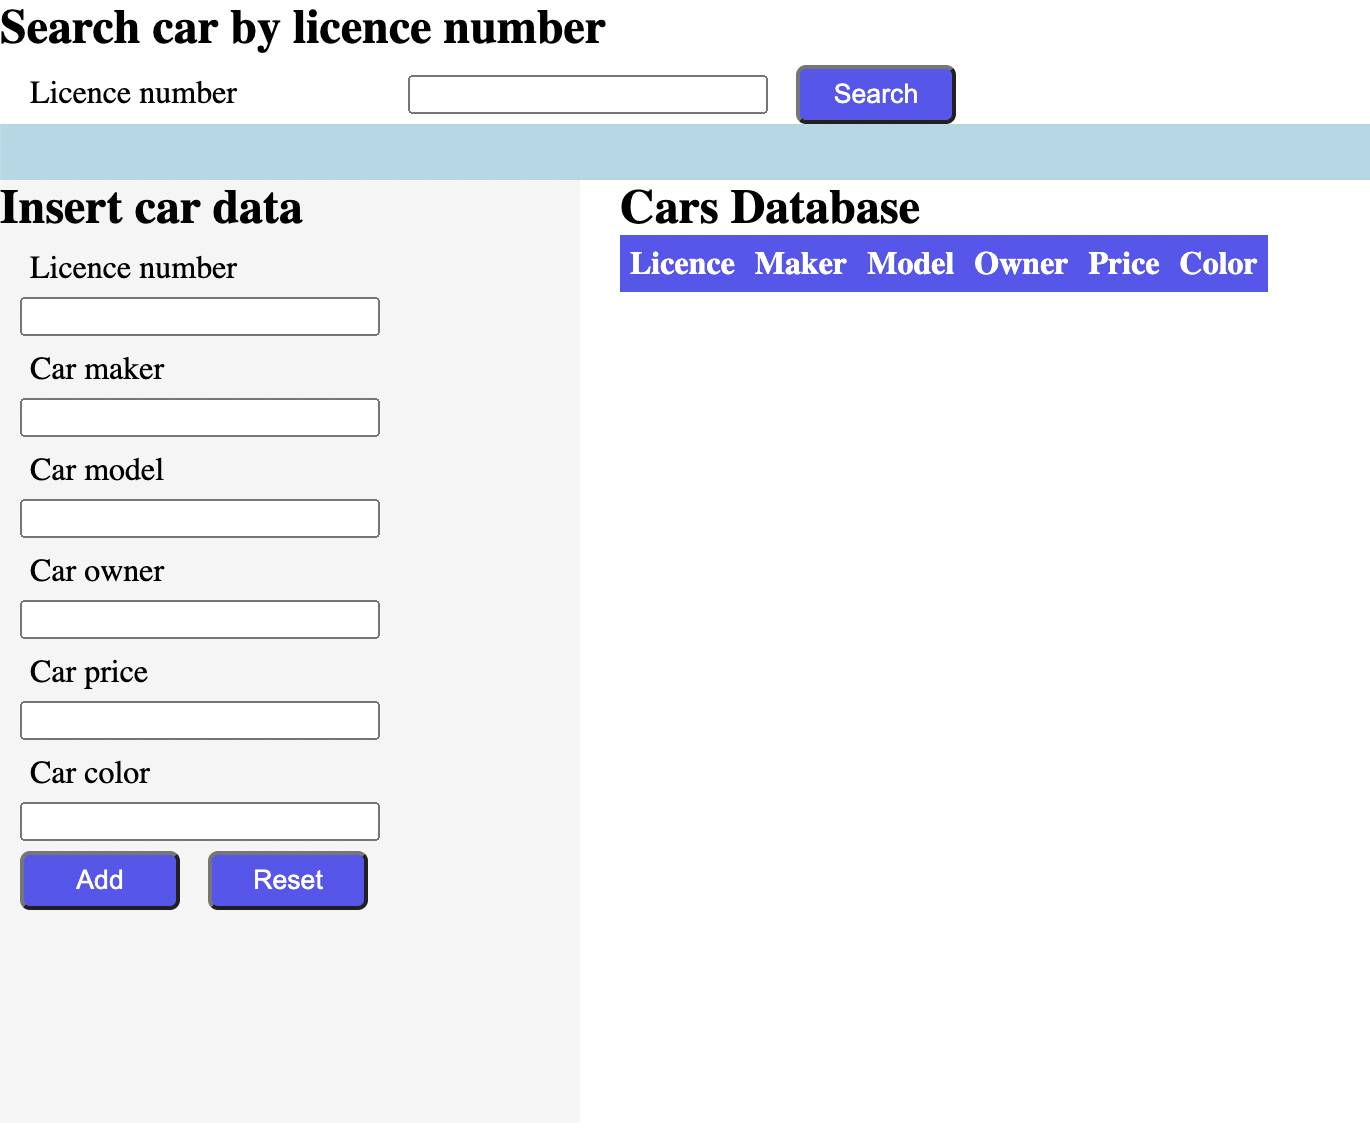 Search car by licence number
Licence number Search
Insert car data
Licence number
Car maker
Car model
Car owner
Car price
Car color
Add Reset
Cars Database
Licence Maker Model Owner Price Color